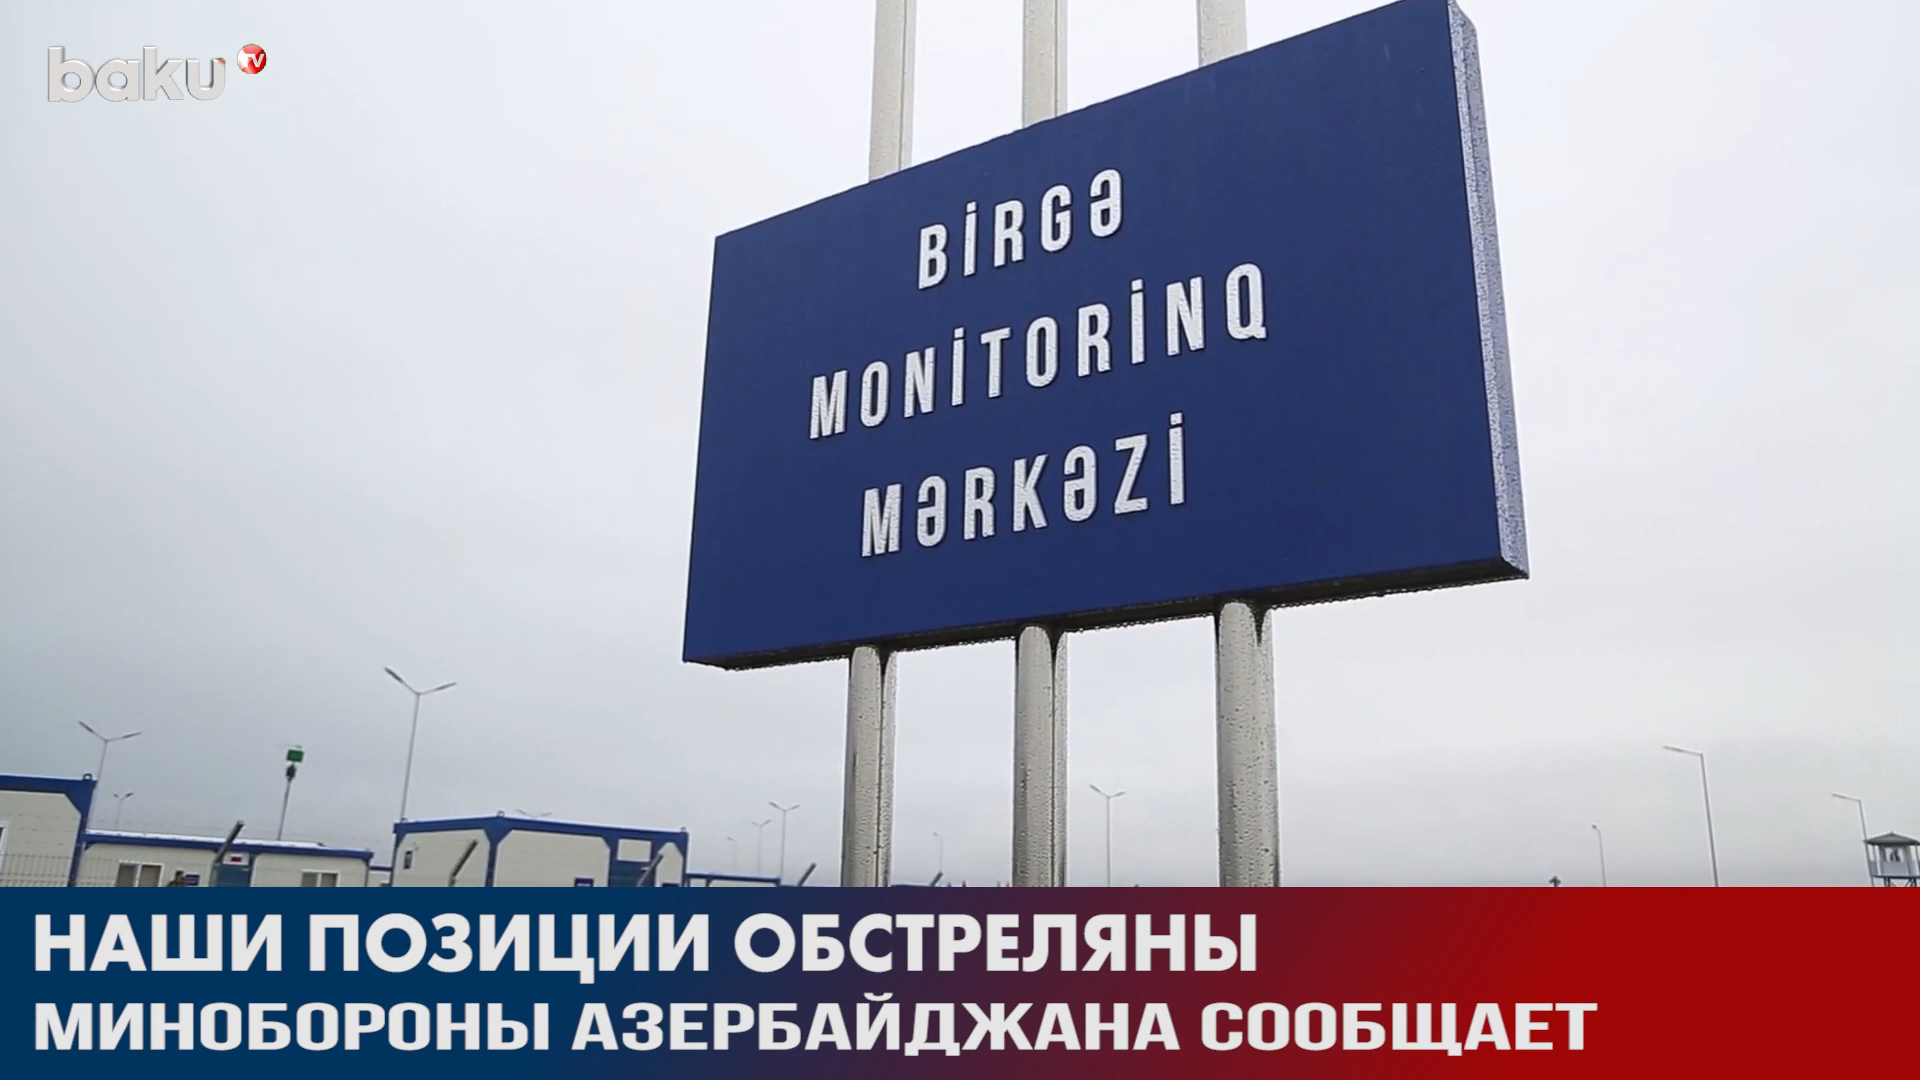 baku TV
BİRGƏ
MONİTORİNQ
MƏRKƏZİ
НАШИ ПОЗИЦИИ ОБСТРЕЛЯНЫ
МИНОБОРОНЫ АЗЕРБАЙДЖАНА СООБЩАЕТ